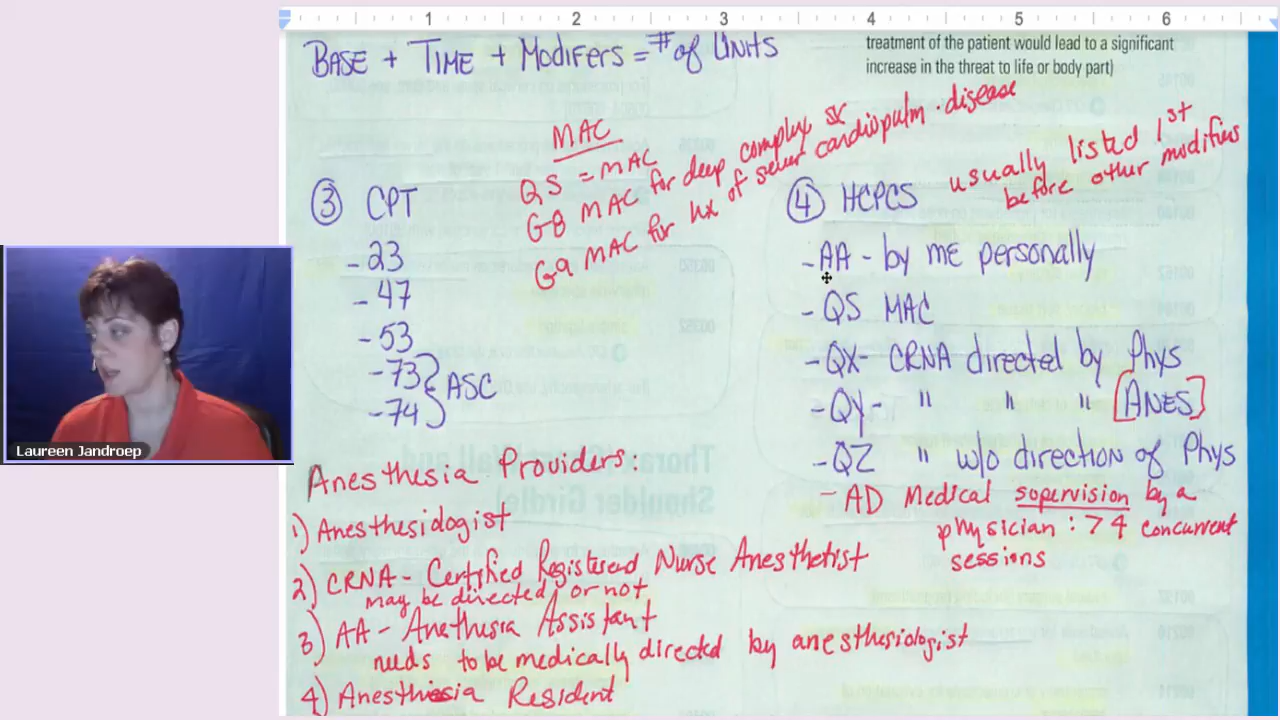 1 2 3 4 5 6
BASE + TIME + Modifers = # of UNITS
treatment of the patient would lead to a significant
increase in the threat to life or body part)
MAC
QS = MAC
G8 MAC for deep complex sx
G9 MAC for hx of sever cardiopulm. disease
③ CPT
- 23
- 47
- 53
- 73
- 74
ASC
④ HCPCS
usually listed 1st
before other modifiers
- AA - by ME personally
- QS MAC
- QX- CRNA directed by Phys
- QY- " " " [ANES]
- QZ " w/o direction of Phys
- AD Medical supervision by a
physician : > 4 concurrent
sessions
Anesthesia Providers:
1) Anesthesidogist
2) CRNA - Certified Registered Nurse Anesthetist
may be directed or not
3) AA - Anethesia Assistant
needs to be medically directed by anesthesiologist
4) Anesthesia Resident
Laureen Jandroep